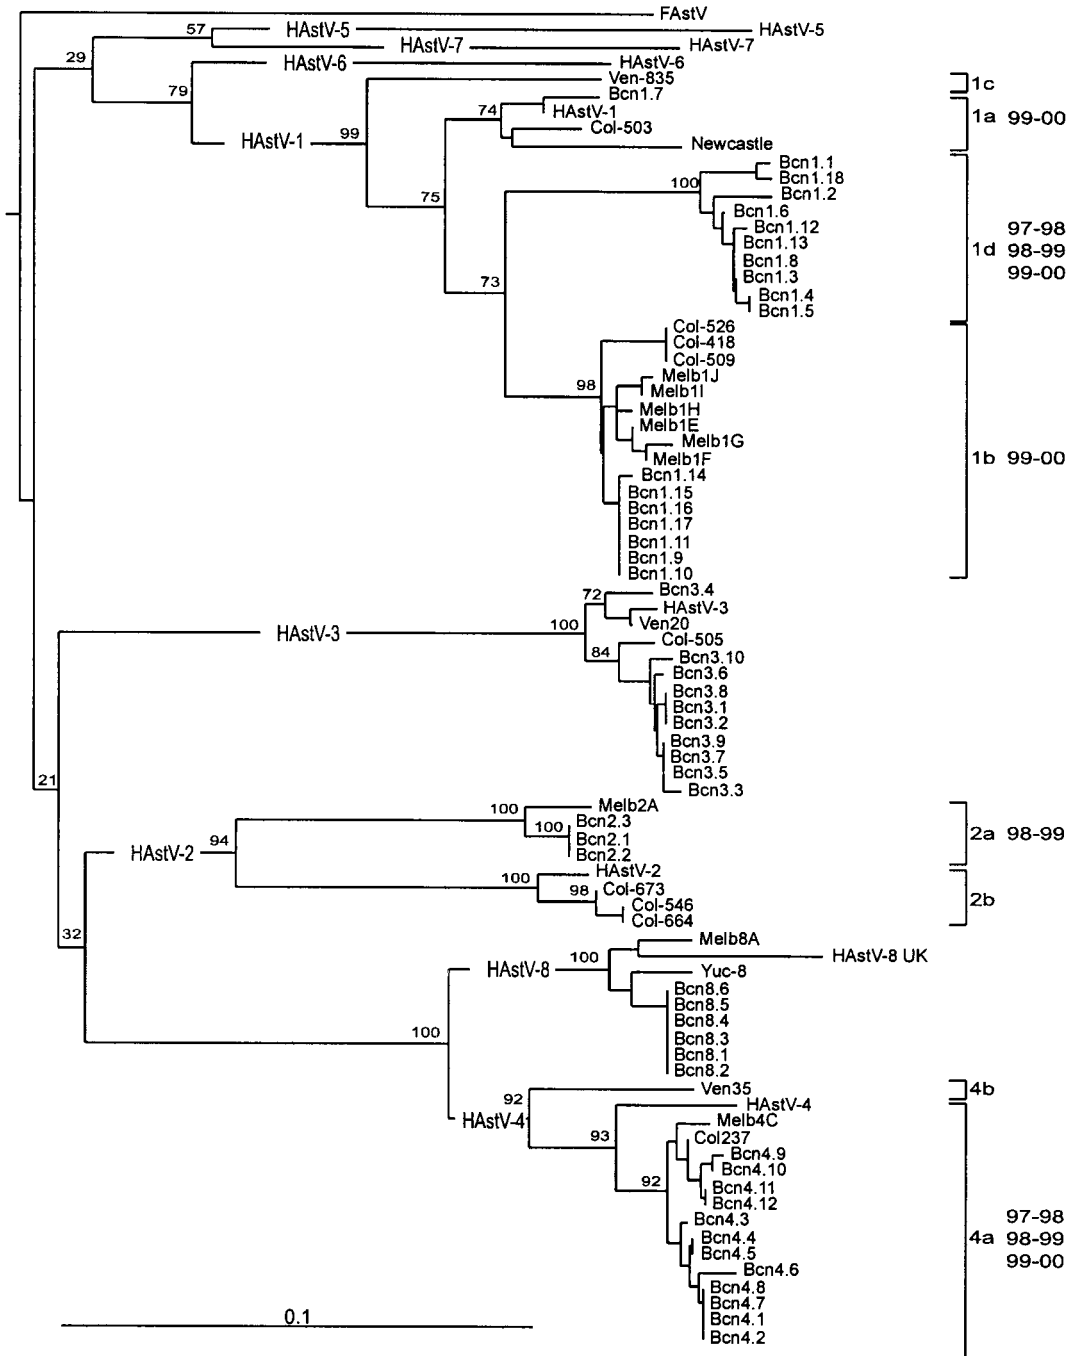 FAstV
57 HAstV-5 HAstV-5
HAstV-7 HAstV-7
29
HAstV-6 HAstV-6
79
Ven-835 1c
Bcn1.7
74 HAstV-1 1a 99-00
Col-503
99
HAstV-1
Newcastle
Bcn1.1
Bcn1.18
100
Bcn1.2
75
Bcn1.6
Bcn1.12 97-98
Bcn1.13 1d 98-99
Bcn1.8
Bcn1.3 99-00
73
Bcn1.4
Bcn1.5
Col-526
Col-418
Col-509
Melb1J
98
Melb1I
Melb1H
Melb1E
Melb1G
Melb1F 1b 99-00
Bcn1.14
Bcn1.15
Bcn1.16
Bcn1.17
Bcn1.11
Bcn1.9
Bcn1.10
72 Bcn3.4
HAstV-3
100 Ven20
HAstV-3
84 Col-505
Bcn3.10
Bcn3.6
Bcn3.8
Bcn3.1
Bcn3.2
Bcn3.9
Bcn3.7
Bcn3.5
21
Bcn3.3
100 Melb2A
Bcn2.3
100 Bcn2.1 2a 98-99
94
HAstV-2
Bcn2.2
HAstV-2
100 98 Col-673
Col-546 2b
Col-664
32
Melb8A
100 HAstV-8 UK
HAstV-8 Yuc-8
Bcn8.6
Bcn8.5
Bcn8.4
100
Bcn8.3
Bcn8.1
Bcn8.2
92 Ven35 4b
HAstV-4
HAstV-4
Melb4C
93 Col237
Bcn4.9
Bcn4.10
92
Bcn4.11
Bcn4.12
Bcn4.3 97-98
Bcn4.4 4a 98-99
Bcn4.5
99-00
Bcn4.6
Bcn4.8
Bcn4.7
0.1
Bcn4.1
Bcn4.2